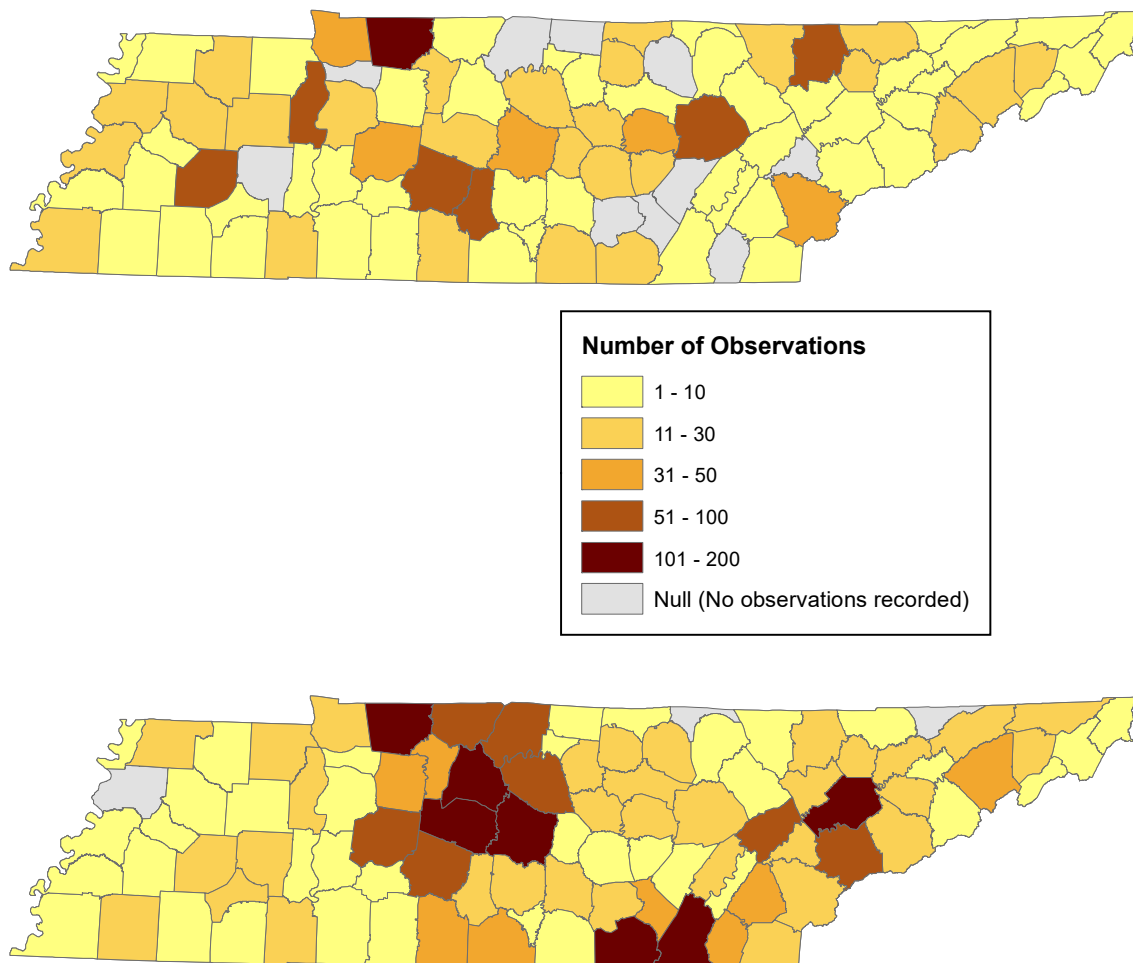 Number of Observations
1 - 10
11 - 30
31 - 50
51 - 100
101 - 200
Null (No observations recorded)